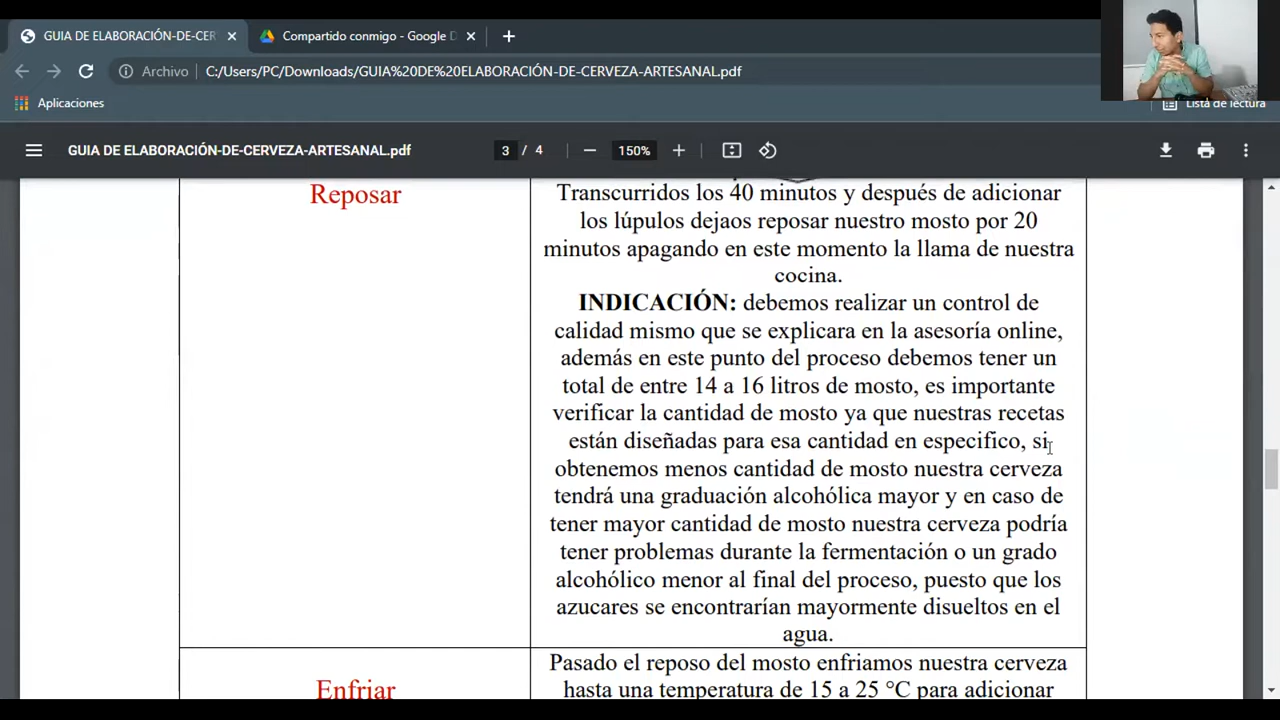 GUIA DE ELABORACIÓN-DE-CER
Compartido conmigo - Google D
Archivo
C:/Users/PC/Downloads/GUIA%20DE%20ELABORACIÓN-DE-CERVEZA-ARTESANAL.pdf
Aplicaciones
Lista de lectura
GUIA DE ELABORACIÓN-DE-CERVEZA-ARTESANAL.pdf
3 / 4
150%
Reposar
Transcurridos los 40 minutos y después de adicionar
los lúpulos dejaos reposar nuestro mosto por 20
minutos apagando en este momento la llama de nuestra
cocina.
INDICACIÓN: debemos realizar un control de
calidad mismo que se explicara en la asesoría online,
además en este punto del proceso debemos tener un
total de entre 14 a 16 litros de mosto, es importante
verificar la cantidad de mosto ya que nuestras recetas
están diseñadas para esa cantidad en especifico, si
obtenemos menos cantidad de mosto nuestra cerveza
tendrá una graduación alcohólica mayor y en caso de
tener mayor cantidad de mosto nuestra cerveza podría
tener problemas durante la fermentación o un grado
alcohólico menor al final del proceso, puesto que los
azucares se encontrarían mayormente disueltos en el
agua.
Enfriar
Pasado el reposo del mosto enfriamos nuestra cerveza
hasta una temperatura de 15 a 25 °C para adicionar